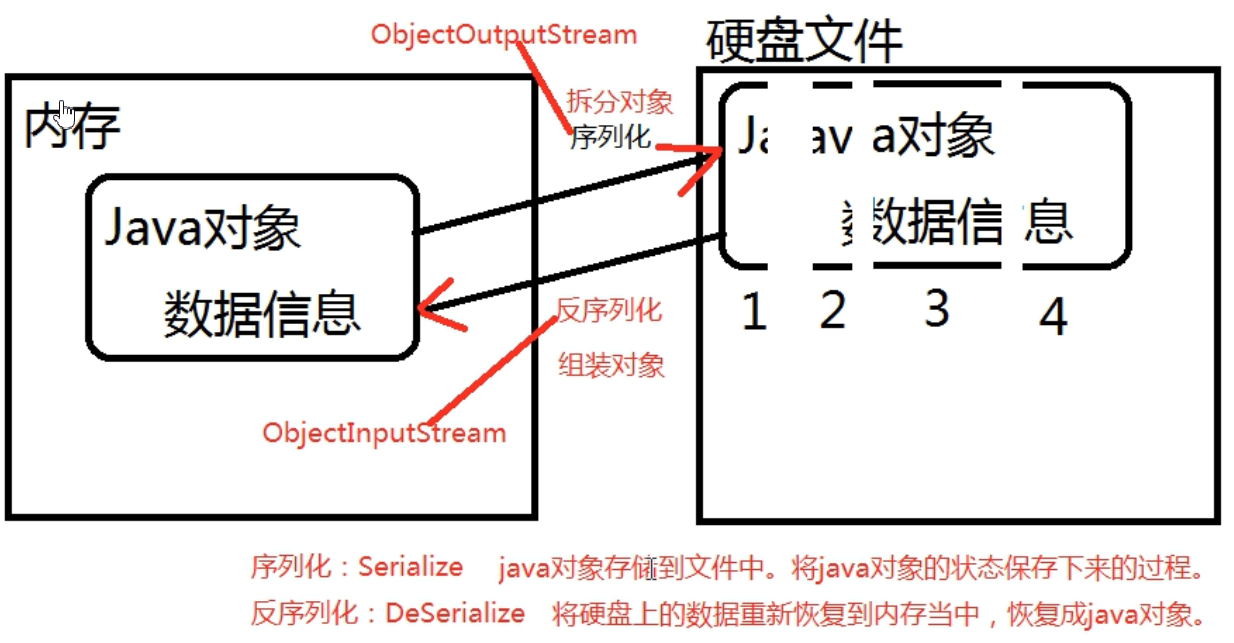 ObjectOutputStream
硬盘文件
内存
拆分对象
序列化
Java对象
数据信息
Ja av a对象
数据信 息
1 2 3 4
反序列化
组装对象
ObjectInputStream
序列化：Serialize java对象存储到文件中。将java对象的状态保存下来的过程。
反序列化：DeSerialize 将硬盘上的数据重新恢复到内存当中，恢复成java对象。